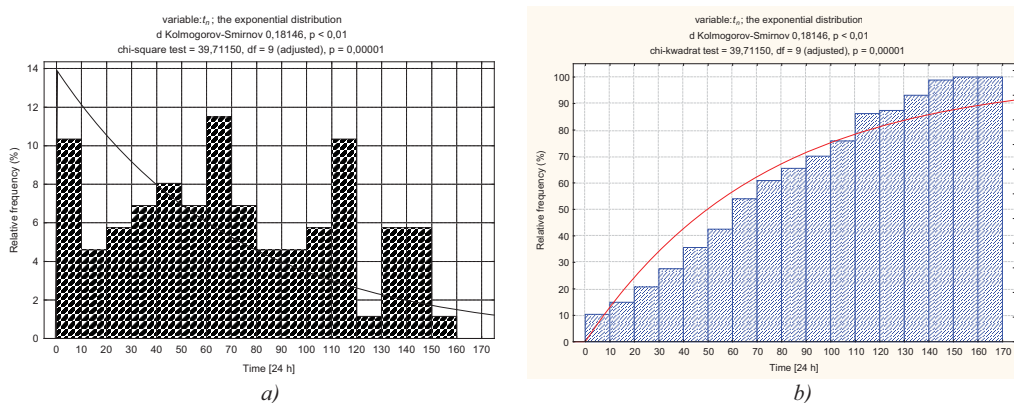 variable:tn; the exponential distribution
d Kolmogorov-Smirnov 0,18146, p < 0,01
chi-square test = 39,71150, df = 9 (adjusted), p = 0,00001
14
12
10
8
6
4
2
0
Relative frequency (%)
0 10 20 30 40 50 60 70 80 90 100 110 120 130 140 150 170
Time [24 h]
a)
variable:tn; the exponential distribution
d Kolmogorov-Smirnov 0,18146, p < 0,01
chi-kwadrat test = 39,71150, df = 9 (adjusted), p = 0,00001
100
90
80
70
60
50
40
30
20
10
0
Relative frequency (%)
0 10 20 30 40 50 60 70 80 90 100 110 120 130 140 150 170
Time [24 h]
b)